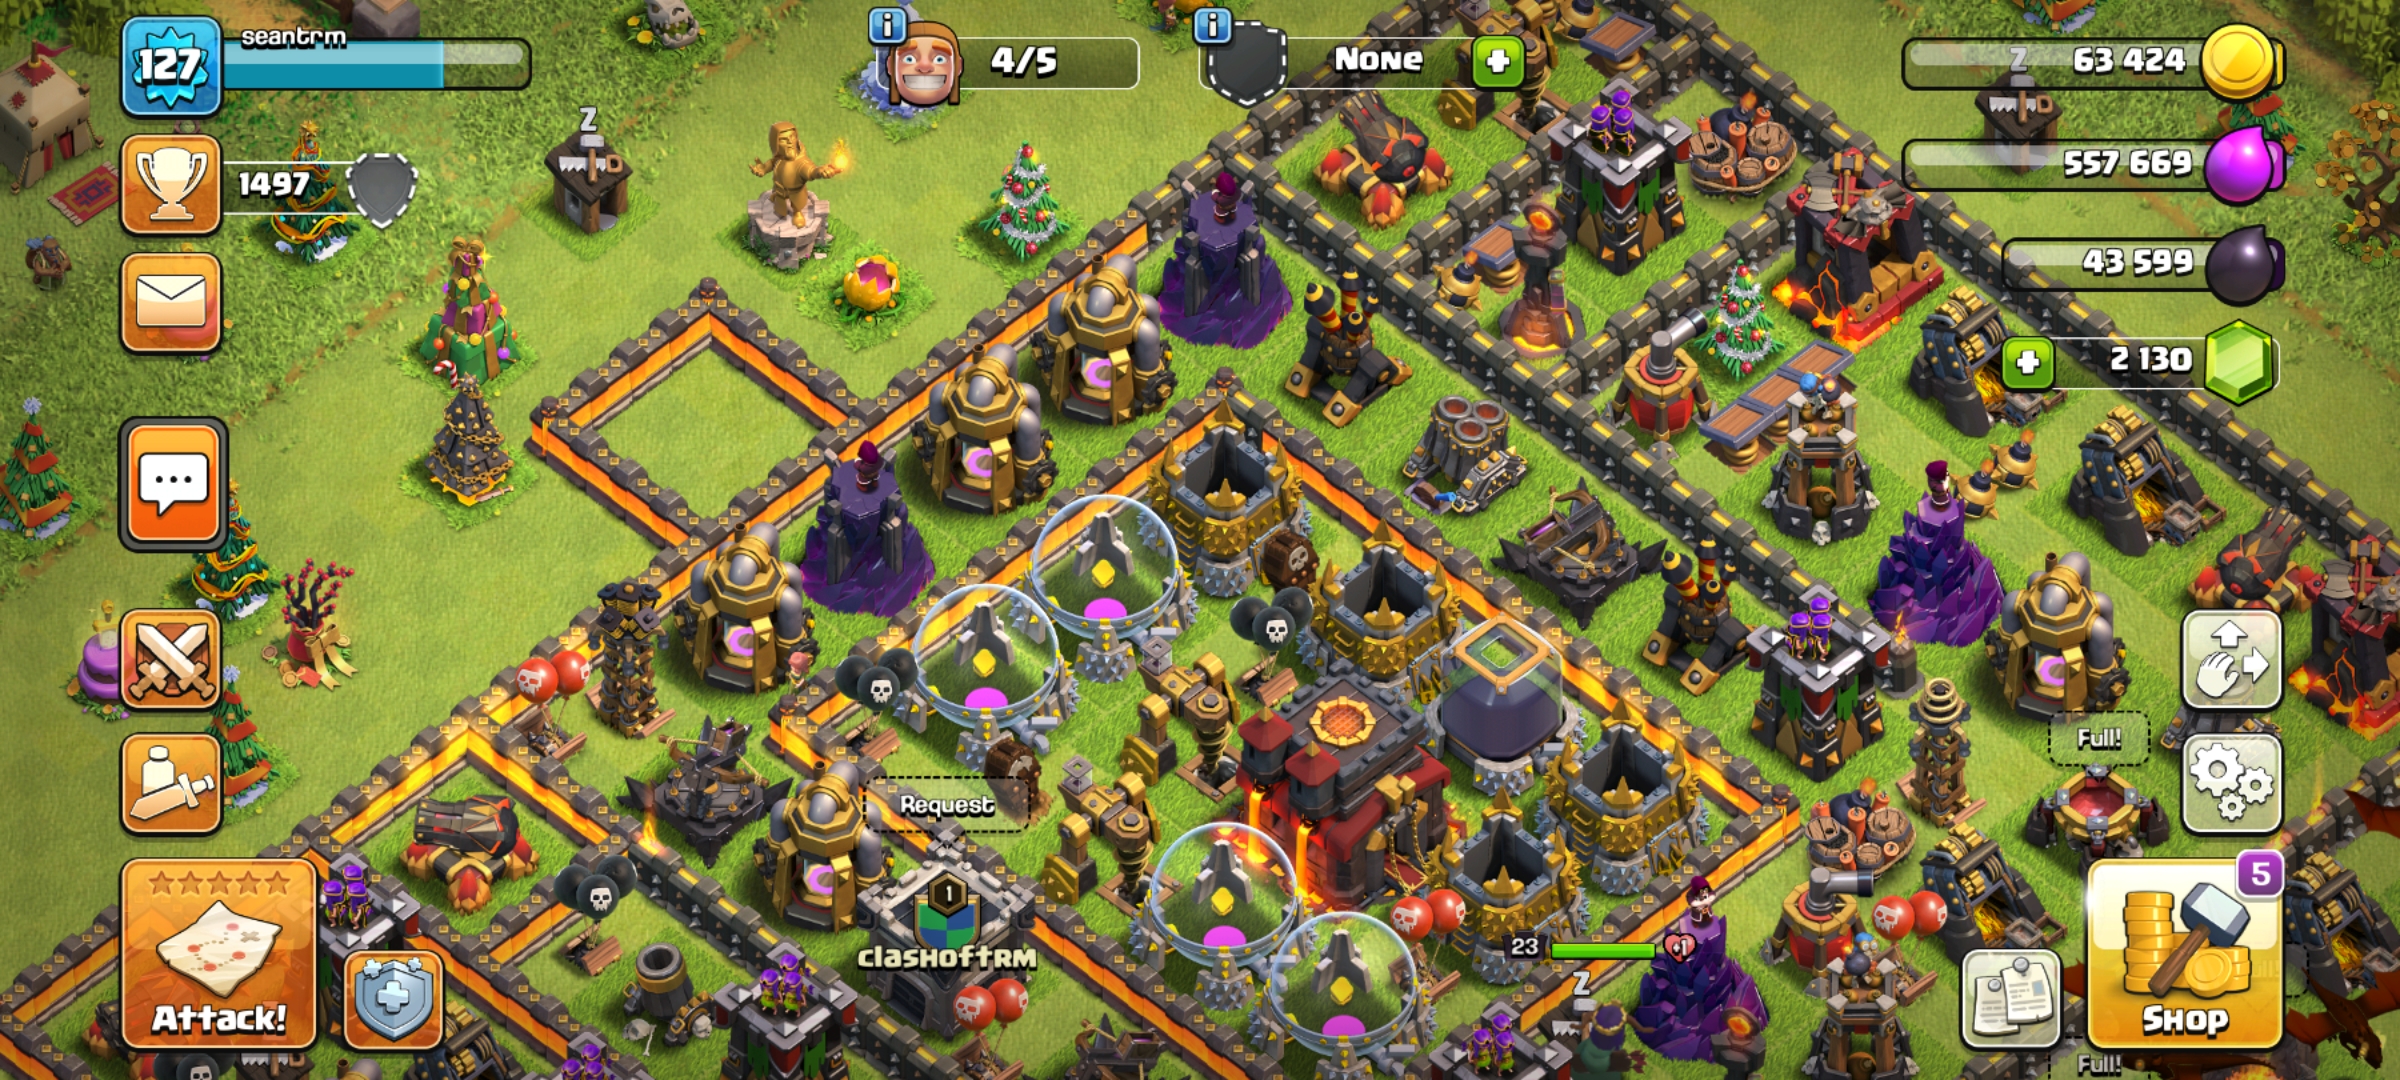 127
seantrm
4/5
None
63 424
1497
557 669
43 599
2 130
Z
Z
Full!
Request
1
clashoftRM
23
+1
Z
5
Attack!
Shop
Full!